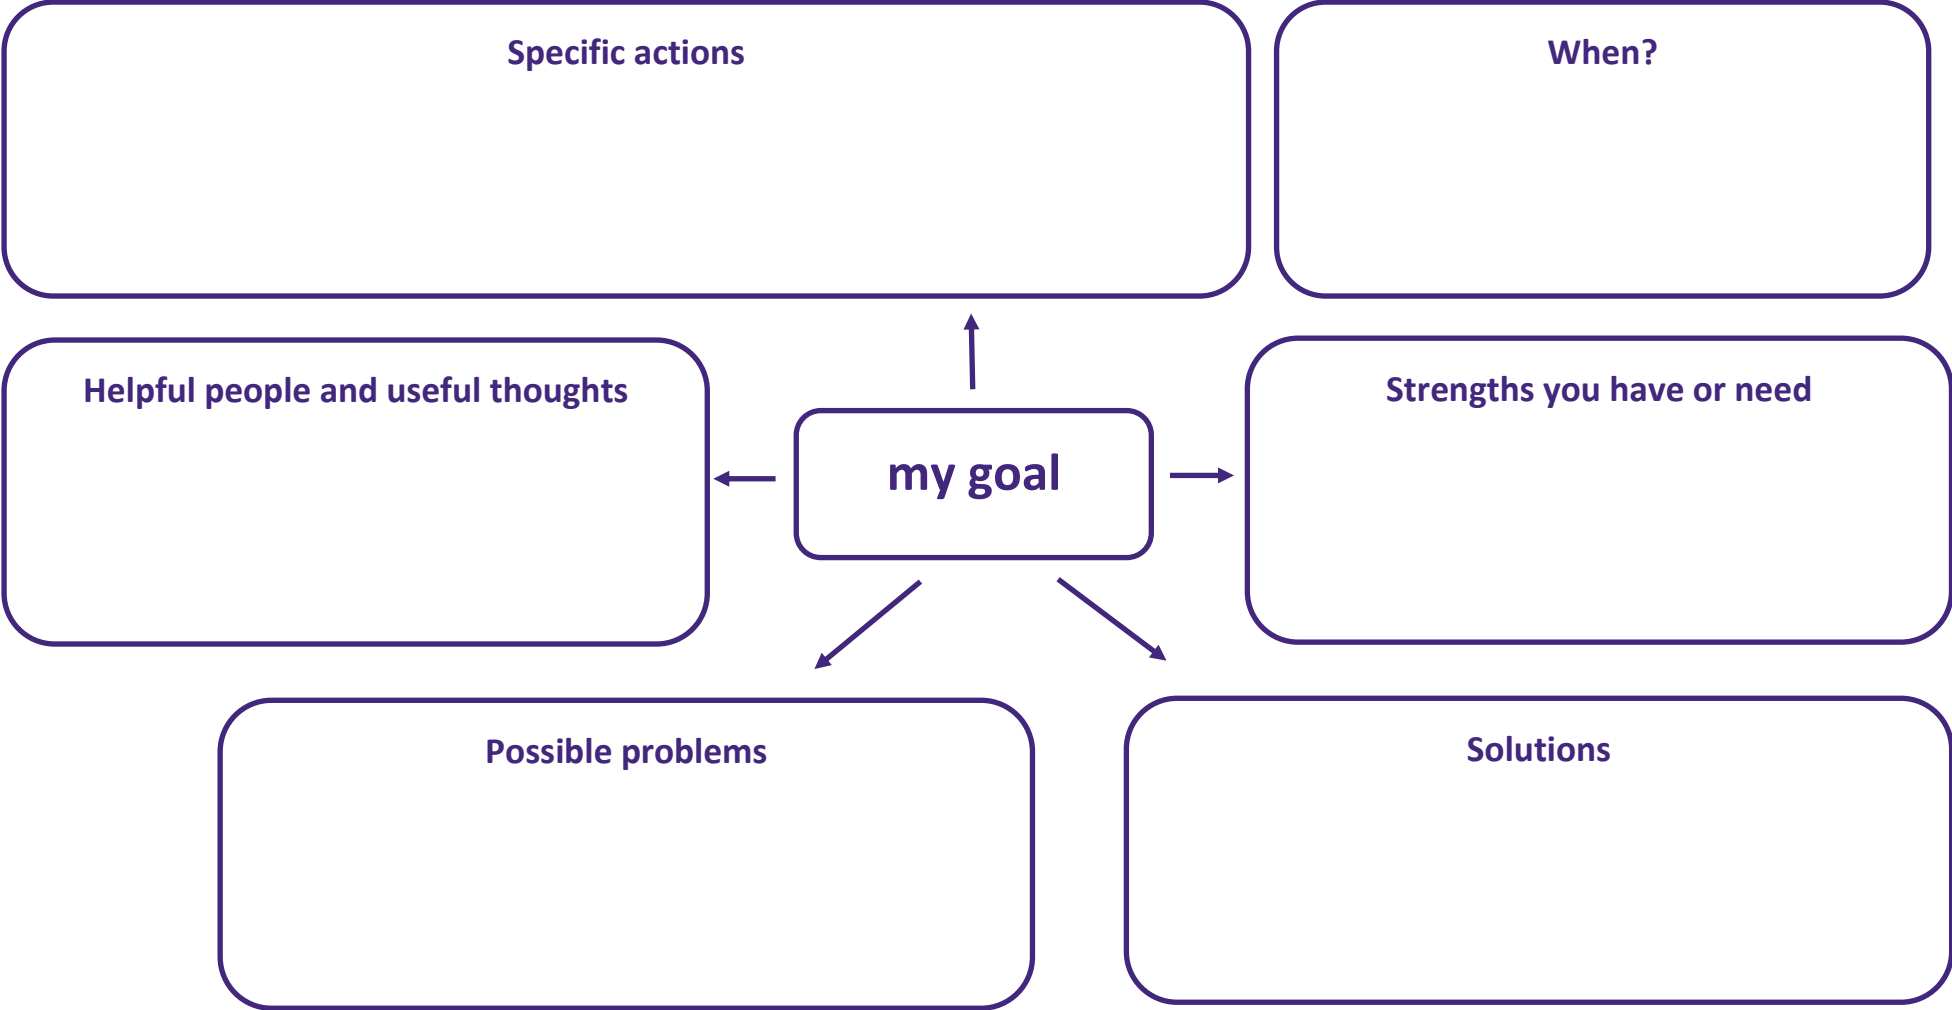 Specific actions
When?
Helpful people and useful thoughts
Strengths you have or need
my goal
Possible problems
Solutions